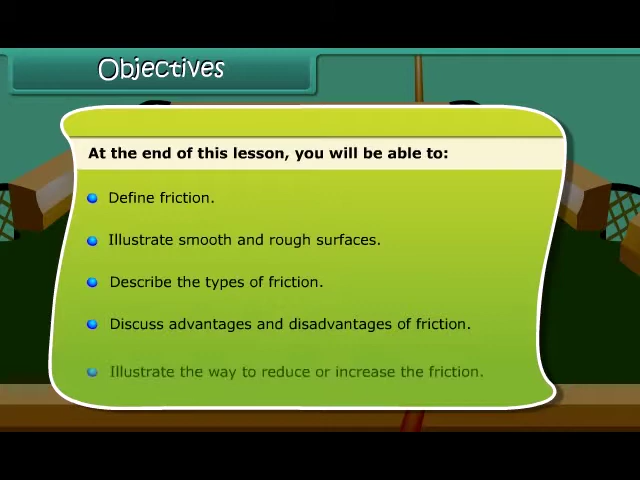 Objectives
At the end of this lesson, you will be able to:
Define friction.
Illustrate smooth and rough surfaces.
Describe the types of friction.
Discuss advantages and disadvantages of friction.
Illustrate the way to reduce or increase the friction.